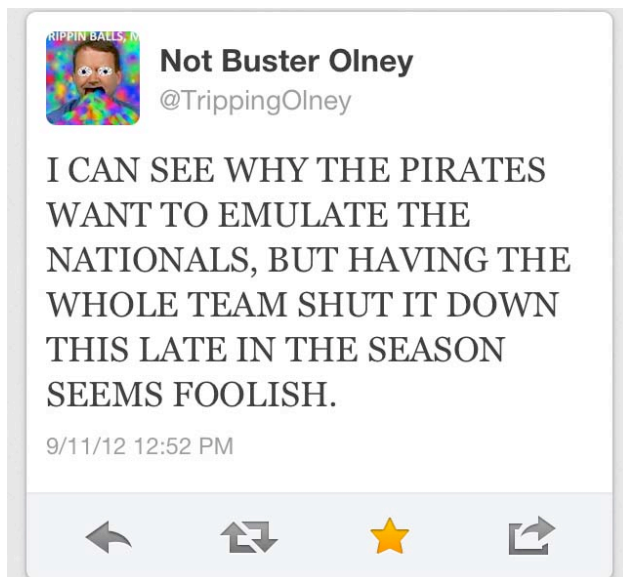 TRIPPIN BALLS, M
Not Buster Olney
@TrippingOlney
I CAN SEE WHY THE PIRATES
WANT TO EMULATE THE
NATIONALS, BUT HAVING THE
WHOLE TEAM SHUT IT DOWN
THIS LATE IN THE SEASON
SEEMS FOOLISH.
9/11/12 12:52 PM